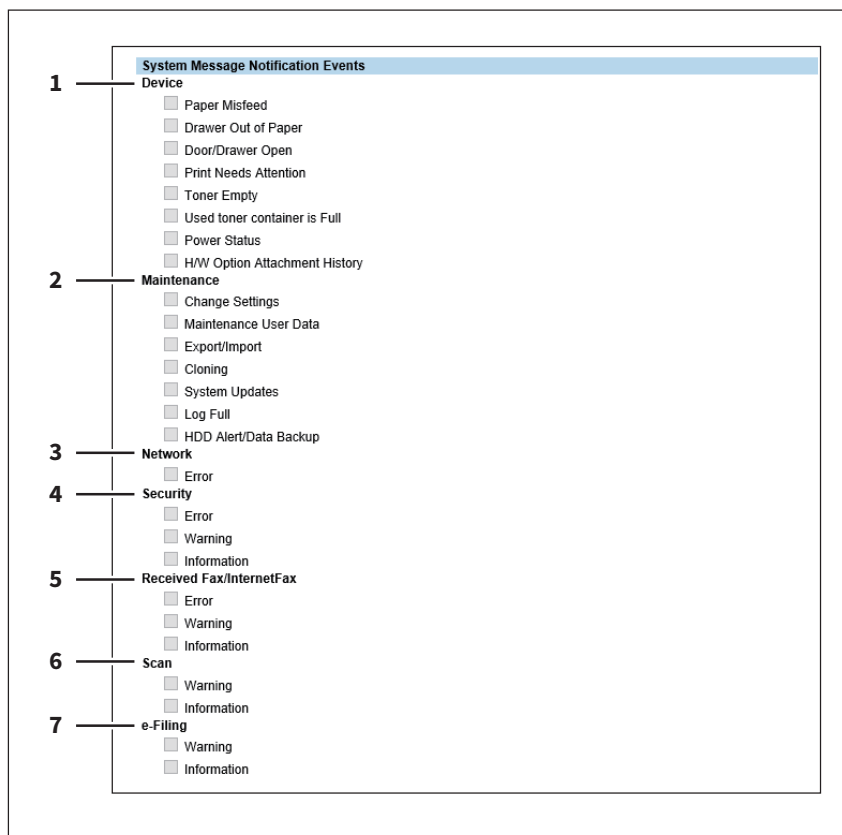 System Message Notification Events
1 Device
Paper Misfeed
Drawer Out of Paper
Door/Drawer Open
Print Needs Attention
Toner Empty
Used toner container is Full
Power Status
H/W Option Attachment History
2 Maintenance
Change Settings
Maintenance User Data
Export/Import
Cloning
System Updates
Log Full
HDD Alert/Data Backup
3 Network
Error
4 Security
Error
Warning
Information
5 Received Fax/InternetFax
Error
Warning
Information
6 Scan
Warning
Information
7 e-Filing
Warning
Information